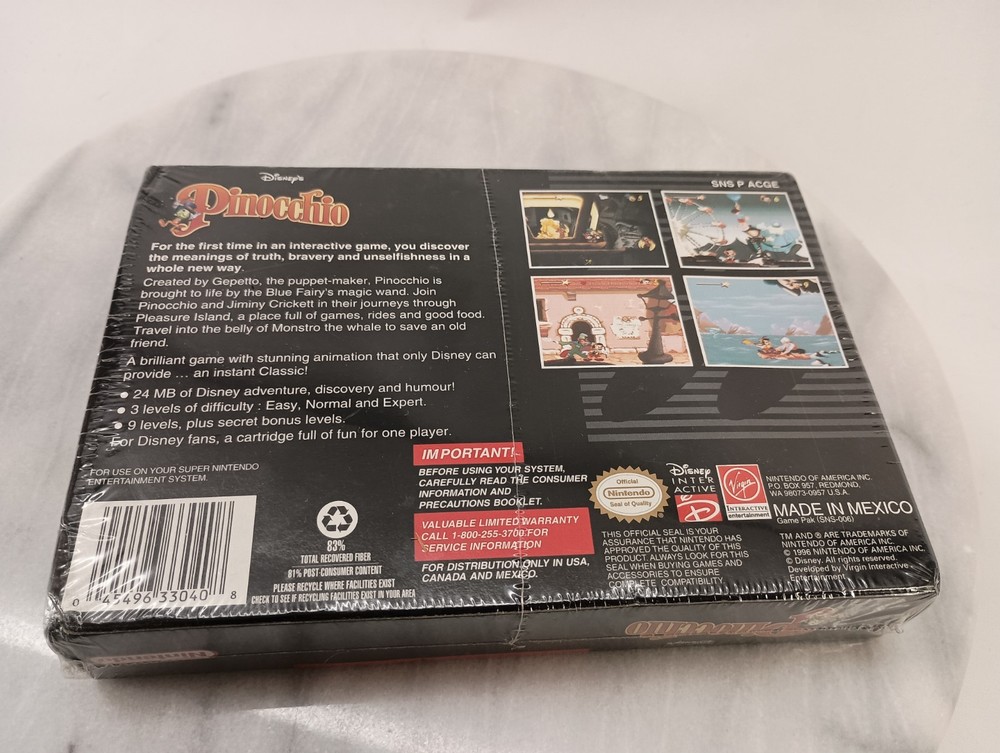 Disney's
Pinocchio
SNS P ACGE
For the first time in an interactive game, you discover
the meanings of truth, bravery and unselfishness in a
whole new way.
Created by Gepetto, the puppet-maker, Pinocchio is
brought to life by the Blue Fairy's magic wand. Join
Pinocchio and Jiminy Crickett in their journeys through
Pleasure Island, a place full of games, rides and good food.
Travel into the belly of Monstro the whale to save an old
friend.
A brilliant game with stunning animation that only Disney can
provide ... an instant Classic!
• 24 MB of Disney adventure, discovery and humour!
• 3 levels of difficulty : Easy, Normal and Expert.
• 9 levels, plus secret bonus levels.
For Disney fans, a cartridge full of fun for one player.
FOR USE ON YOUR SUPER NINTENDO
ENTERTAINMENT SYSTEM.
0 45496 33040 8
83%
TOTAL RECOVERED FIBER
81% POST-CONSUMER CONTENT
PLEASE RECYCLE WHERE FACILITIES EXIST
CHECK TO SEE IF RECYCLING FACILITIES EXIST IN YOUR AREA
IMPORTANT!
BEFORE USING YOUR SYSTEM,
CAREFULLY READ THE CONSUMER
INFORMATION AND
PRECAUTIONS BOOKLET.
VALUABLE LIMITED WARRANTY
CALL 1-800-255-3700 FOR
SERVICE INFORMATION
FOR DISTRIBUTION ONLY IN USA,
CANADA AND MEXICO.
Official
Nintendo
Seal of Quality
Disney
INTER
ACTIVE
D
Virgin
INTERACTIVE
entertainment
THIS OFFICIAL SEAL IS YOUR
ASSURANCE THAT NINTENDO HAS
APPROVED THE QUALITY OF THIS
PRODUCT. ALWAYS LOOK FOR THIS
SEAL WHEN BUYING GAMES AND
ACCESSORIES TO ENSURE
COMPLETE COMPATIBILITY.
NINTENDO OF AMERICA INC.
P.O. BOX 957, REDMOND,
WA 98073-0957 U.S.A.
MADE IN MEXICO
Game Pak (SNS-006)
TM AND ® ARE TRADEMARKS OF
NINTENDO OF AMERICA INC.
© 1996 NINTENDO OF AMERICA INC.
© Disney. All rights reserved.
Developed by Virgin Interactive
Entertainment.
Nintendo
Pinocchio